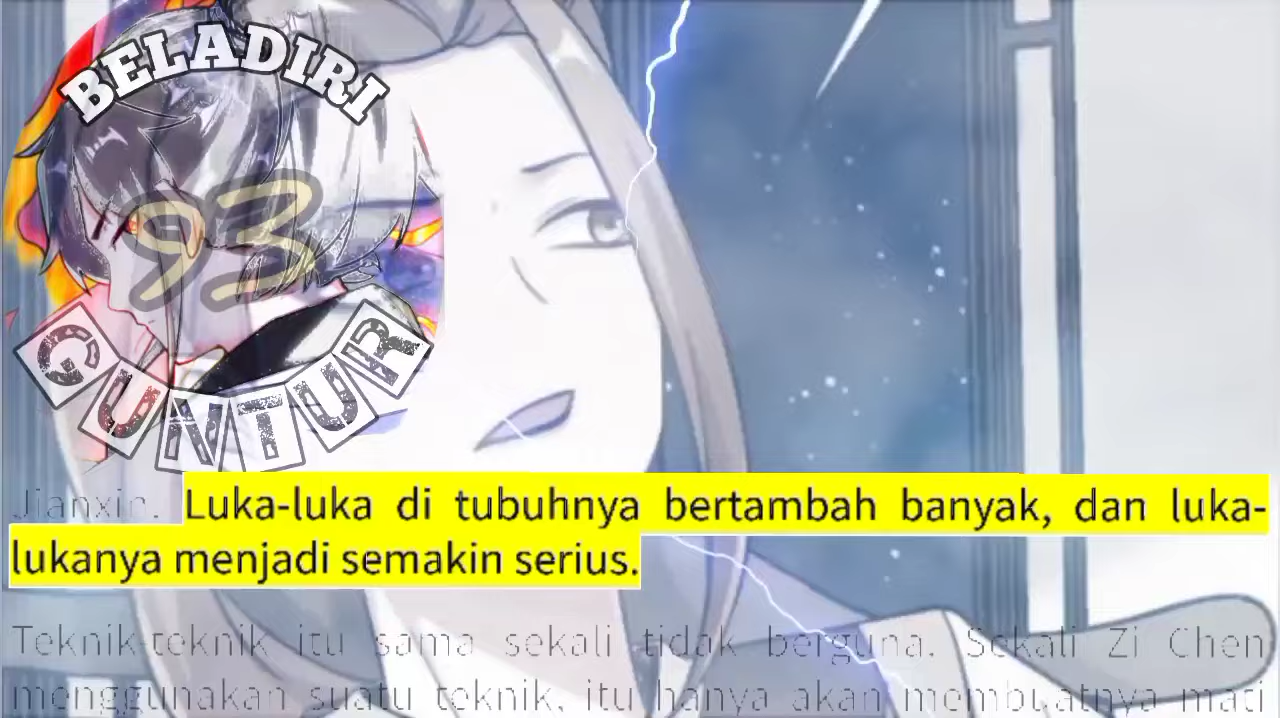 BELADIRI
93
GUNTUR
Jianxin. Luka-luka di tubuhnya bertambah banyak, dan luka-
lukanya menjadi semakin serius.
Teknik-teknik itu sama sekali tidak berguna. Sekali Zi Chen
menggunakan suatu teknik, itu hanya akan membuatnya mati